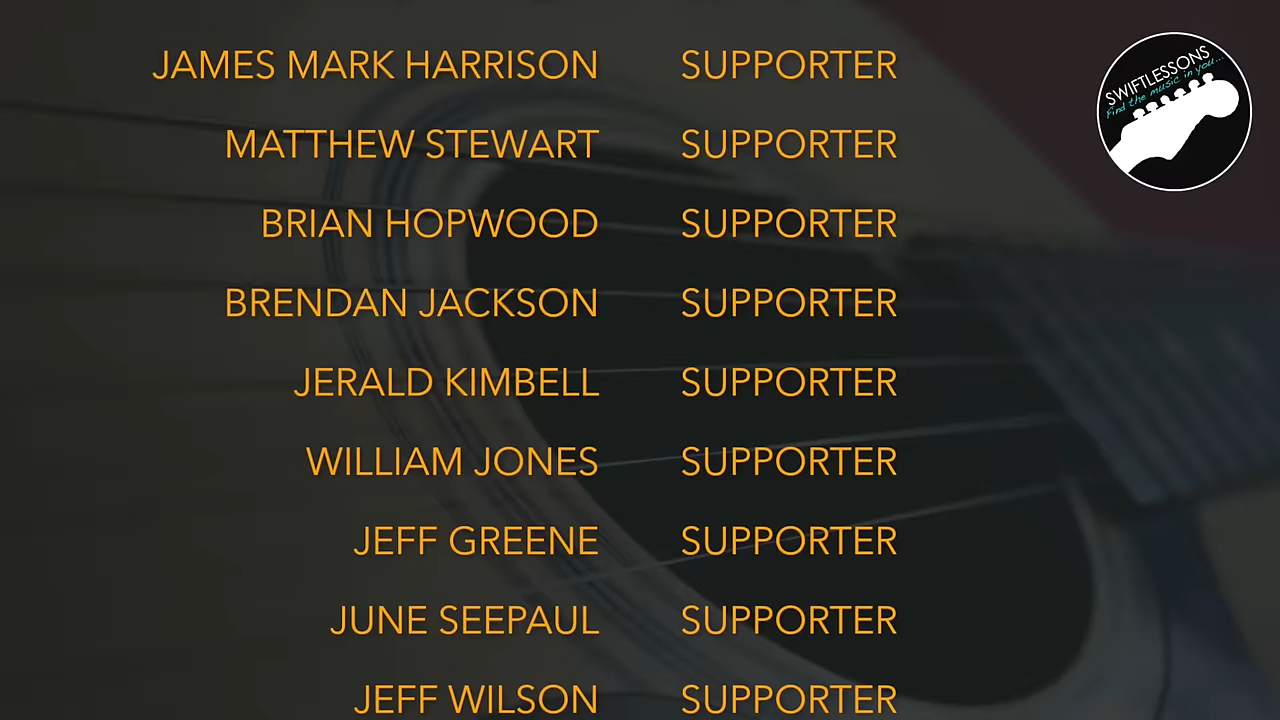 JAMES MARK HARRISON SUPPORTER
MATTHEW STEWART SUPPORTER
BRIAN HOPWOOD SUPPORTER
BRENDAN JACKSON SUPPORTER
JERALD KIMBELL SUPPORTER
WILLIAM JONES SUPPORTER
JEFF GREENE SUPPORTER
JUNE SEEPAUL SUPPORTER
JEFF WILSON SUPPORTER
SWIFTLESSONS
Find the music in you...